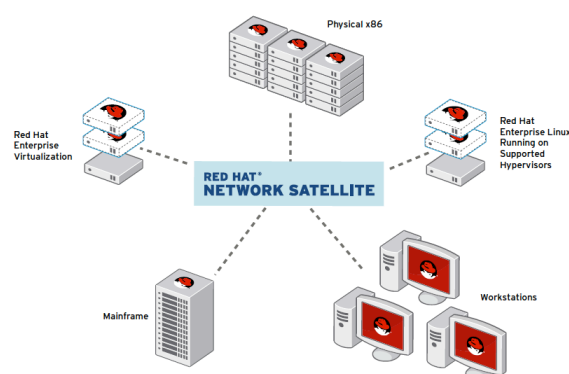 Physical x86
Red Hat
Enterprise
Virtualization
Red Hat
Enterprise Linux
Running on
Supported
Hypervisors
RED HAT®
NETWORK SATELLITE
Mainframe
Workstations